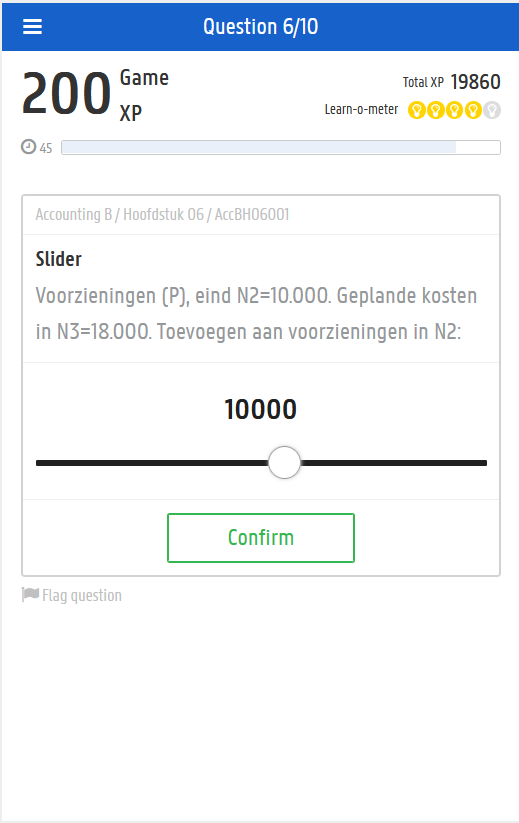 Question 6/10
200 Game XP
Total XP 19860
Learn-o-meter
45
Accounting B / Hoofdstuk 06 / AccBH06001
Slider
Voorzieningen (P), eind N2=10.000. Geplande kosten
in N3=18.000. Toevoegen aan voorzieningen in N2:
10000
Confirm
Flag question